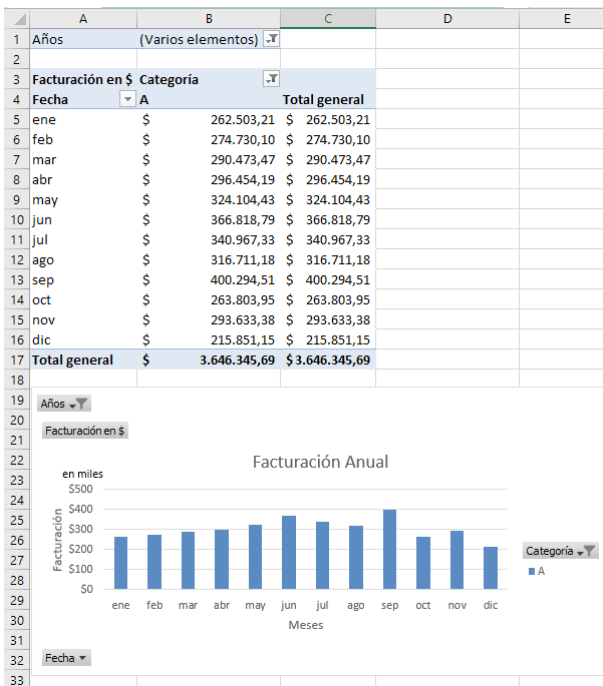 A B C D E
1 Años (Varios elementos)
2
3 Facturación en $ Categoría
4 Fecha A Total general
5 ene $ 262.503,21 $ 262.503,21
6 feb $ 274.730,10 $ 274.730,10
7 mar $ 290.473,47 $ 290.473,47
8 abr $ 296.454,19 $ 296.454,19
9 may $ 324.104,43 $ 324.104,43
10 jun $ 366.818,79 $ 366.818,79
11 jul $ 340.967,33 $ 340.967,33
12 ago $ 316.711,18 $ 316.711,18
13 sep $ 400.294,51 $ 400.294,51
14 oct $ 263.803,95 $ 263.803,95
15 nov $ 293.633,38 $ 293.633,38
16 dic $ 215.851,15 $ 215.851,15
17 Total general $ 3.646.345,69 $ 3.646.345,69
18
19 Años
20
21 Facturación en $
22 Facturación Anual
23 en miles
24 $500
25 $400
26 $300
27 $200
28 $100
29 $0
30 ene feb mar abr may jun jul ago sep oct nov dic
31 Meses
32 Fecha
33
Facturación
Categoría
A